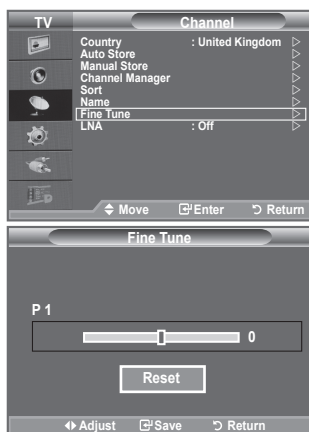 TV Channel
Country : United Kingdom
Auto Store
Manual Store
Channel Manager
Sort
Name
Fine Tune
LNA : Off
Move Enter Return
Fine Tune
P 1
0
Reset
Adjust Save Return